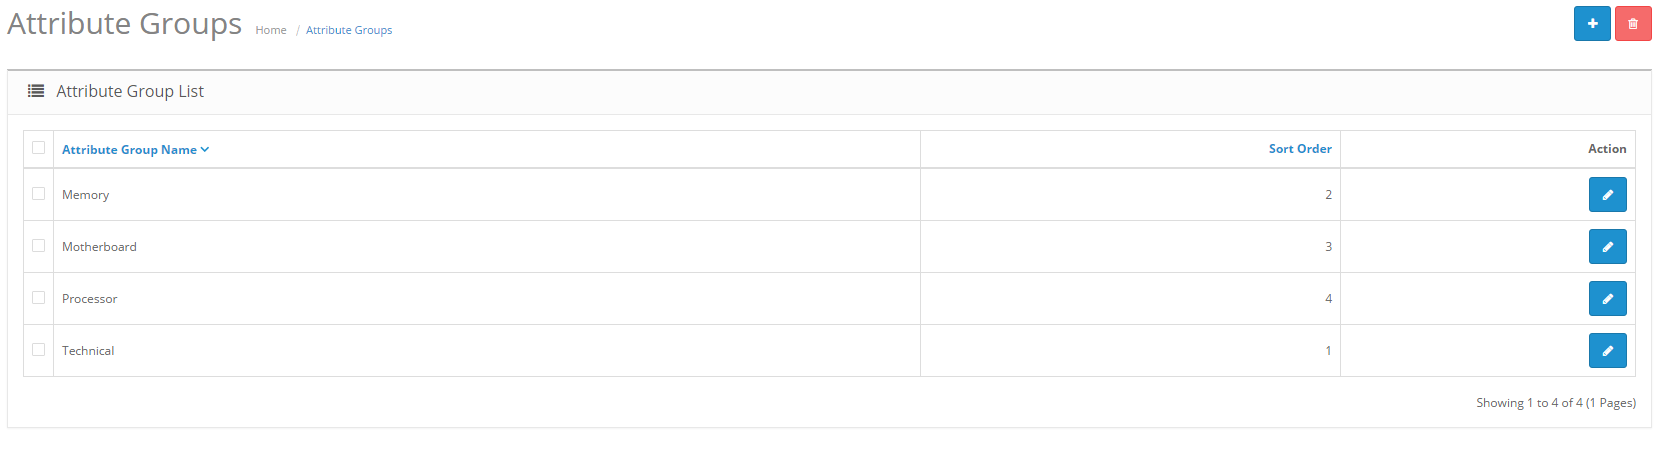 Attribute Groups Home / Attribute Groups
Attribute Group List
Attribute Group Name Sort Order Action
Memory 2
Motherboard 3
Processor 4
Technical 1
Showing 1 to 4 of 4 (1 Pages)